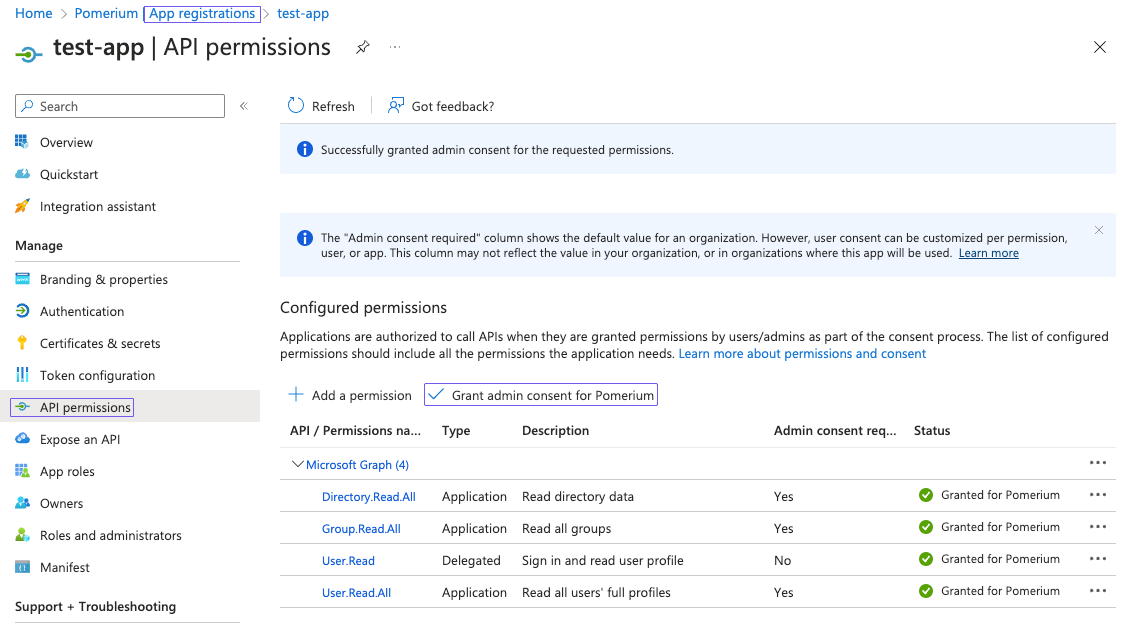 Home > Pomerium | App registrations > test-app
test-app | API permissions
Search
«
Refresh
Got feedback?
Overview
Quickstart
Integration assistant
Manage
Branding & properties
Authentication
Certificates & secrets
Token configuration
API permissions
Expose an API
App roles
Owners
Roles and administrators
Manifest
Support + Troubleshooting
Successfully granted admin consent for the requested permissions.
The "Admin consent required" column shows the default value for an organization. However, user consent can be customized per permission,
user, or app. This column may not reflect the value in your organization, or in organizations where this app will be used. Learn more
Configured permissions
Applications are authorized to call APIs when they are granted permissions by users/admins as part of the consent process. The list of configured
permissions should include all the permissions the application needs. Learn more about permissions and consent
Add a permission Grant admin consent for Pomerium
API / Permissions na... Type Description Admin consent req... Status
Microsoft Graph (4)
Directory.Read.All Application Read directory data Yes Granted for Pomerium
Group.Read.All Application Read all groups Yes Granted for Pomerium
User.Read Delegated Sign in and read user profile No Granted for Pomerium
User.Read.All Application Read all users' full profiles Yes Granted for Pomerium